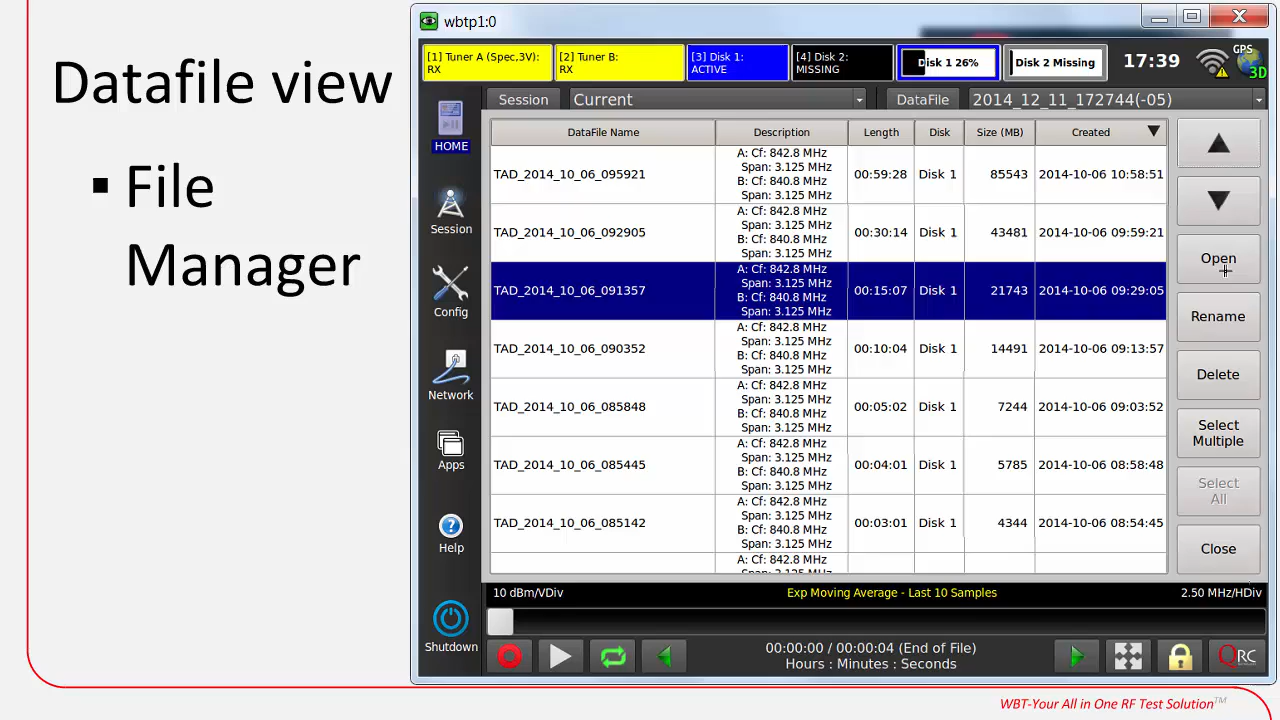 Datafile view
▪ File
Manager
wbtp1:0
[1] Tuner A (Spec,3V):
RX
[2] Tuner B:
RX
[3] Disk 1:
ACTIVE
[4] Disk 2:
MISSING
Disk 1 26%
Disk 2 Missing
17:39
GPS
3D
Session
Current
DataFile
2014_12_11_172744(-05)
HOME
Session
Config
Network
Apps
Help
Shutdown
DataFile Name Description Length Disk Size (MB) Created
A: Cf: 842.8 MHz
Span: 3.125 MHz
TAD_2014_10_06_095921 00:59:28 Disk 1 85543 2014-10-06 10:58:51
B: Cf: 840.8 MHz
Span: 3.125 MHz
A: Cf: 842.8 MHz
Span: 3.125 MHz
TAD_2014_10_06_092905 00:30:14 Disk 1 43481 2014-10-06 09:59:21
B: Cf: 840.8 MHz
Span: 3.125 MHz
A: Cf: 842.8 MHz
Span: 3.125 MHz
TAD_2014_10_06_091357 00:15:07 Disk 1 21743 2014-10-06 09:29:05
B: Cf: 840.8 MHz
Span: 3.125 MHz
A: Cf: 842.8 MHz
Span: 3.125 MHz
TAD_2014_10_06_090352 00:10:04 Disk 1 14491 2014-10-06 09:13:57
B: Cf: 840.8 MHz
Span: 3.125 MHz
A: Cf: 842.8 MHz
Span: 3.125 MHz
TAD_2014_10_06_085848 00:05:02 Disk 1 7244 2014-10-06 09:03:52
B: Cf: 840.8 MHz
Span: 3.125 MHz
A: Cf: 842.8 MHz
Span: 3.125 MHz
TAD_2014_10_06_085445 00:04:01 Disk 1 5785 2014-10-06 08:58:48
B: Cf: 840.8 MHz
Span: 3.125 MHz
A: Cf: 842.8 MHz
Span: 3.125 MHz
TAD_2014_10_06_085142 00:03:01 Disk 1 4344 2014-10-06 08:54:45
B: Cf: 840.8 MHz
Span: 3.125 MHz
A: Cf: 842.8 MHz
Span: 3.125 MHz
Open
Rename
Delete
Select
Multiple
Select
All
Close
10 dBm/VDiv
Exp Moving Average - Last 10 Samples
2.50 MHz/HDiv
00:00:00 / 00:00:04 (End of File)
Hours : Minutes : Seconds
QRC
WBT-Your All in One RF Test Solution™